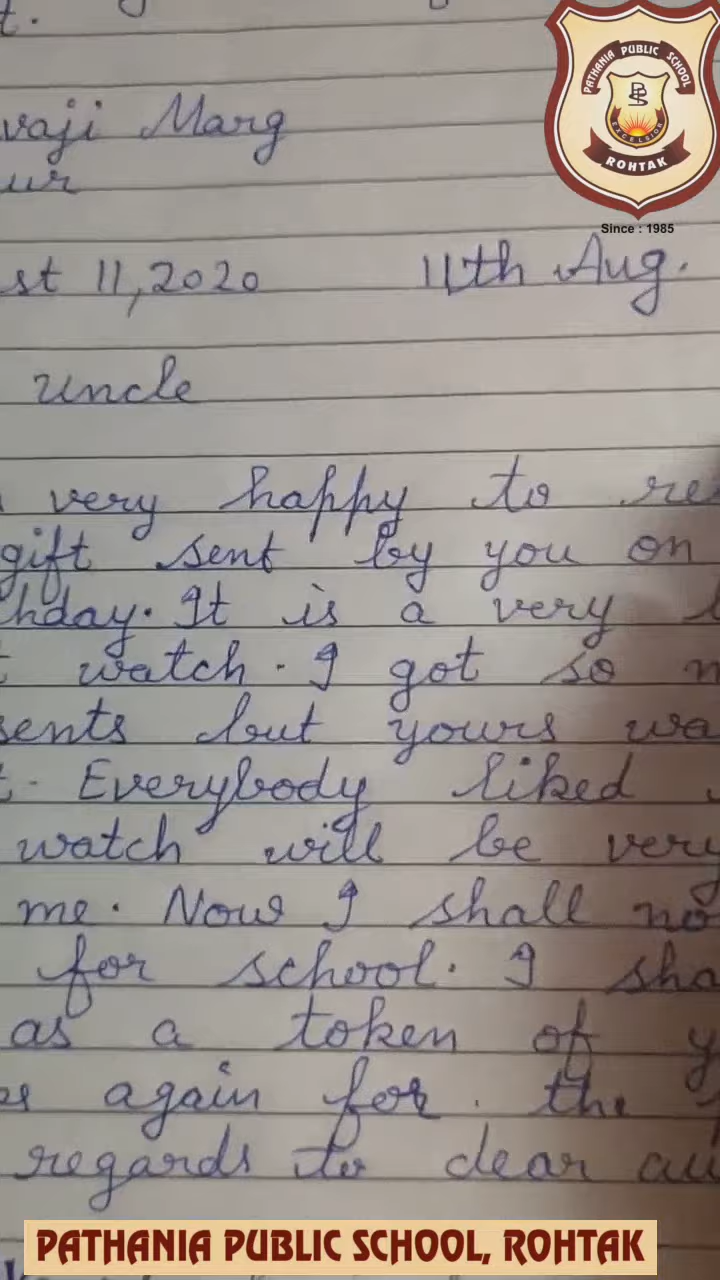 t.
vaji Marg
ur
st 11, 2020 11th Aug.
uncle
very happy to re
gift sent by you on
hday. It is a very
t watch. I got so m
sents but yours wa
t. Everybody liked
watch will be very
me. Now I shall no
for school. I sha
as a token of y
again for the
regards to dear au
PATHANIA PUBLIC SCHOOL
PPS
EXCELSIOR
ROHTAK
Since : 1985
PATHANIA PUBLIC SCHOOL, ROHTAK